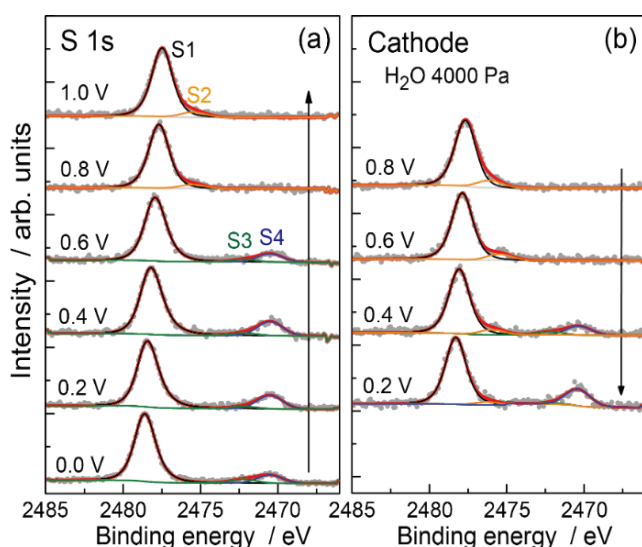 S 1s
(a)
S1
S2
1.0 V
0.8 V
0.6 V
S3
S4
0.4 V
0.2 V
0.0 V
2485
2480
2475
2470
Binding energy / eV
Intensity / arb. units
Cathode
(b)
H₂O 4000 Pa
0.8 V
0.6 V
0.4 V
0.2 V
2485
2480
2475
2470
Binding energy / eV